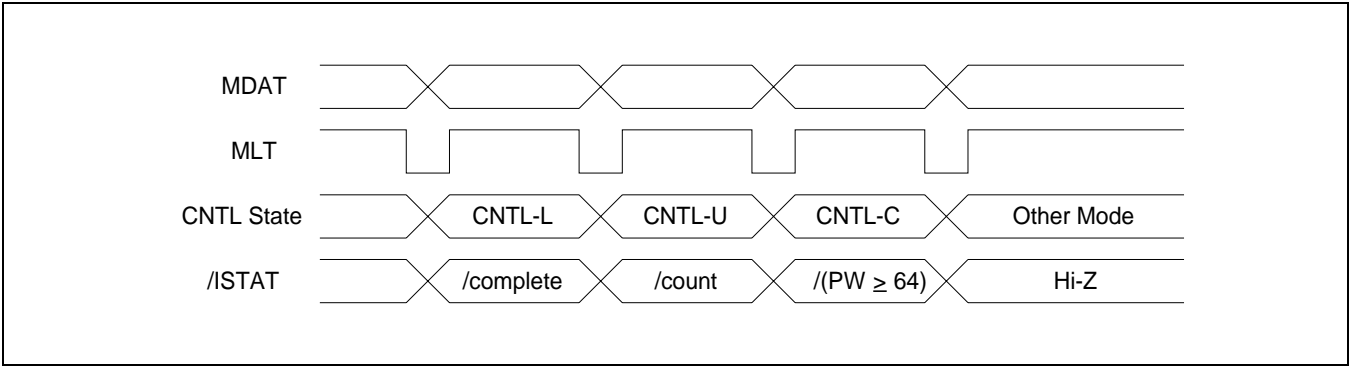 MDAT
MLT
CNTL State CNTL-L CNTL-U CNTL-C Other Mode
/ISTAT /complete /count /(PW ≥ 64) Hi-Z